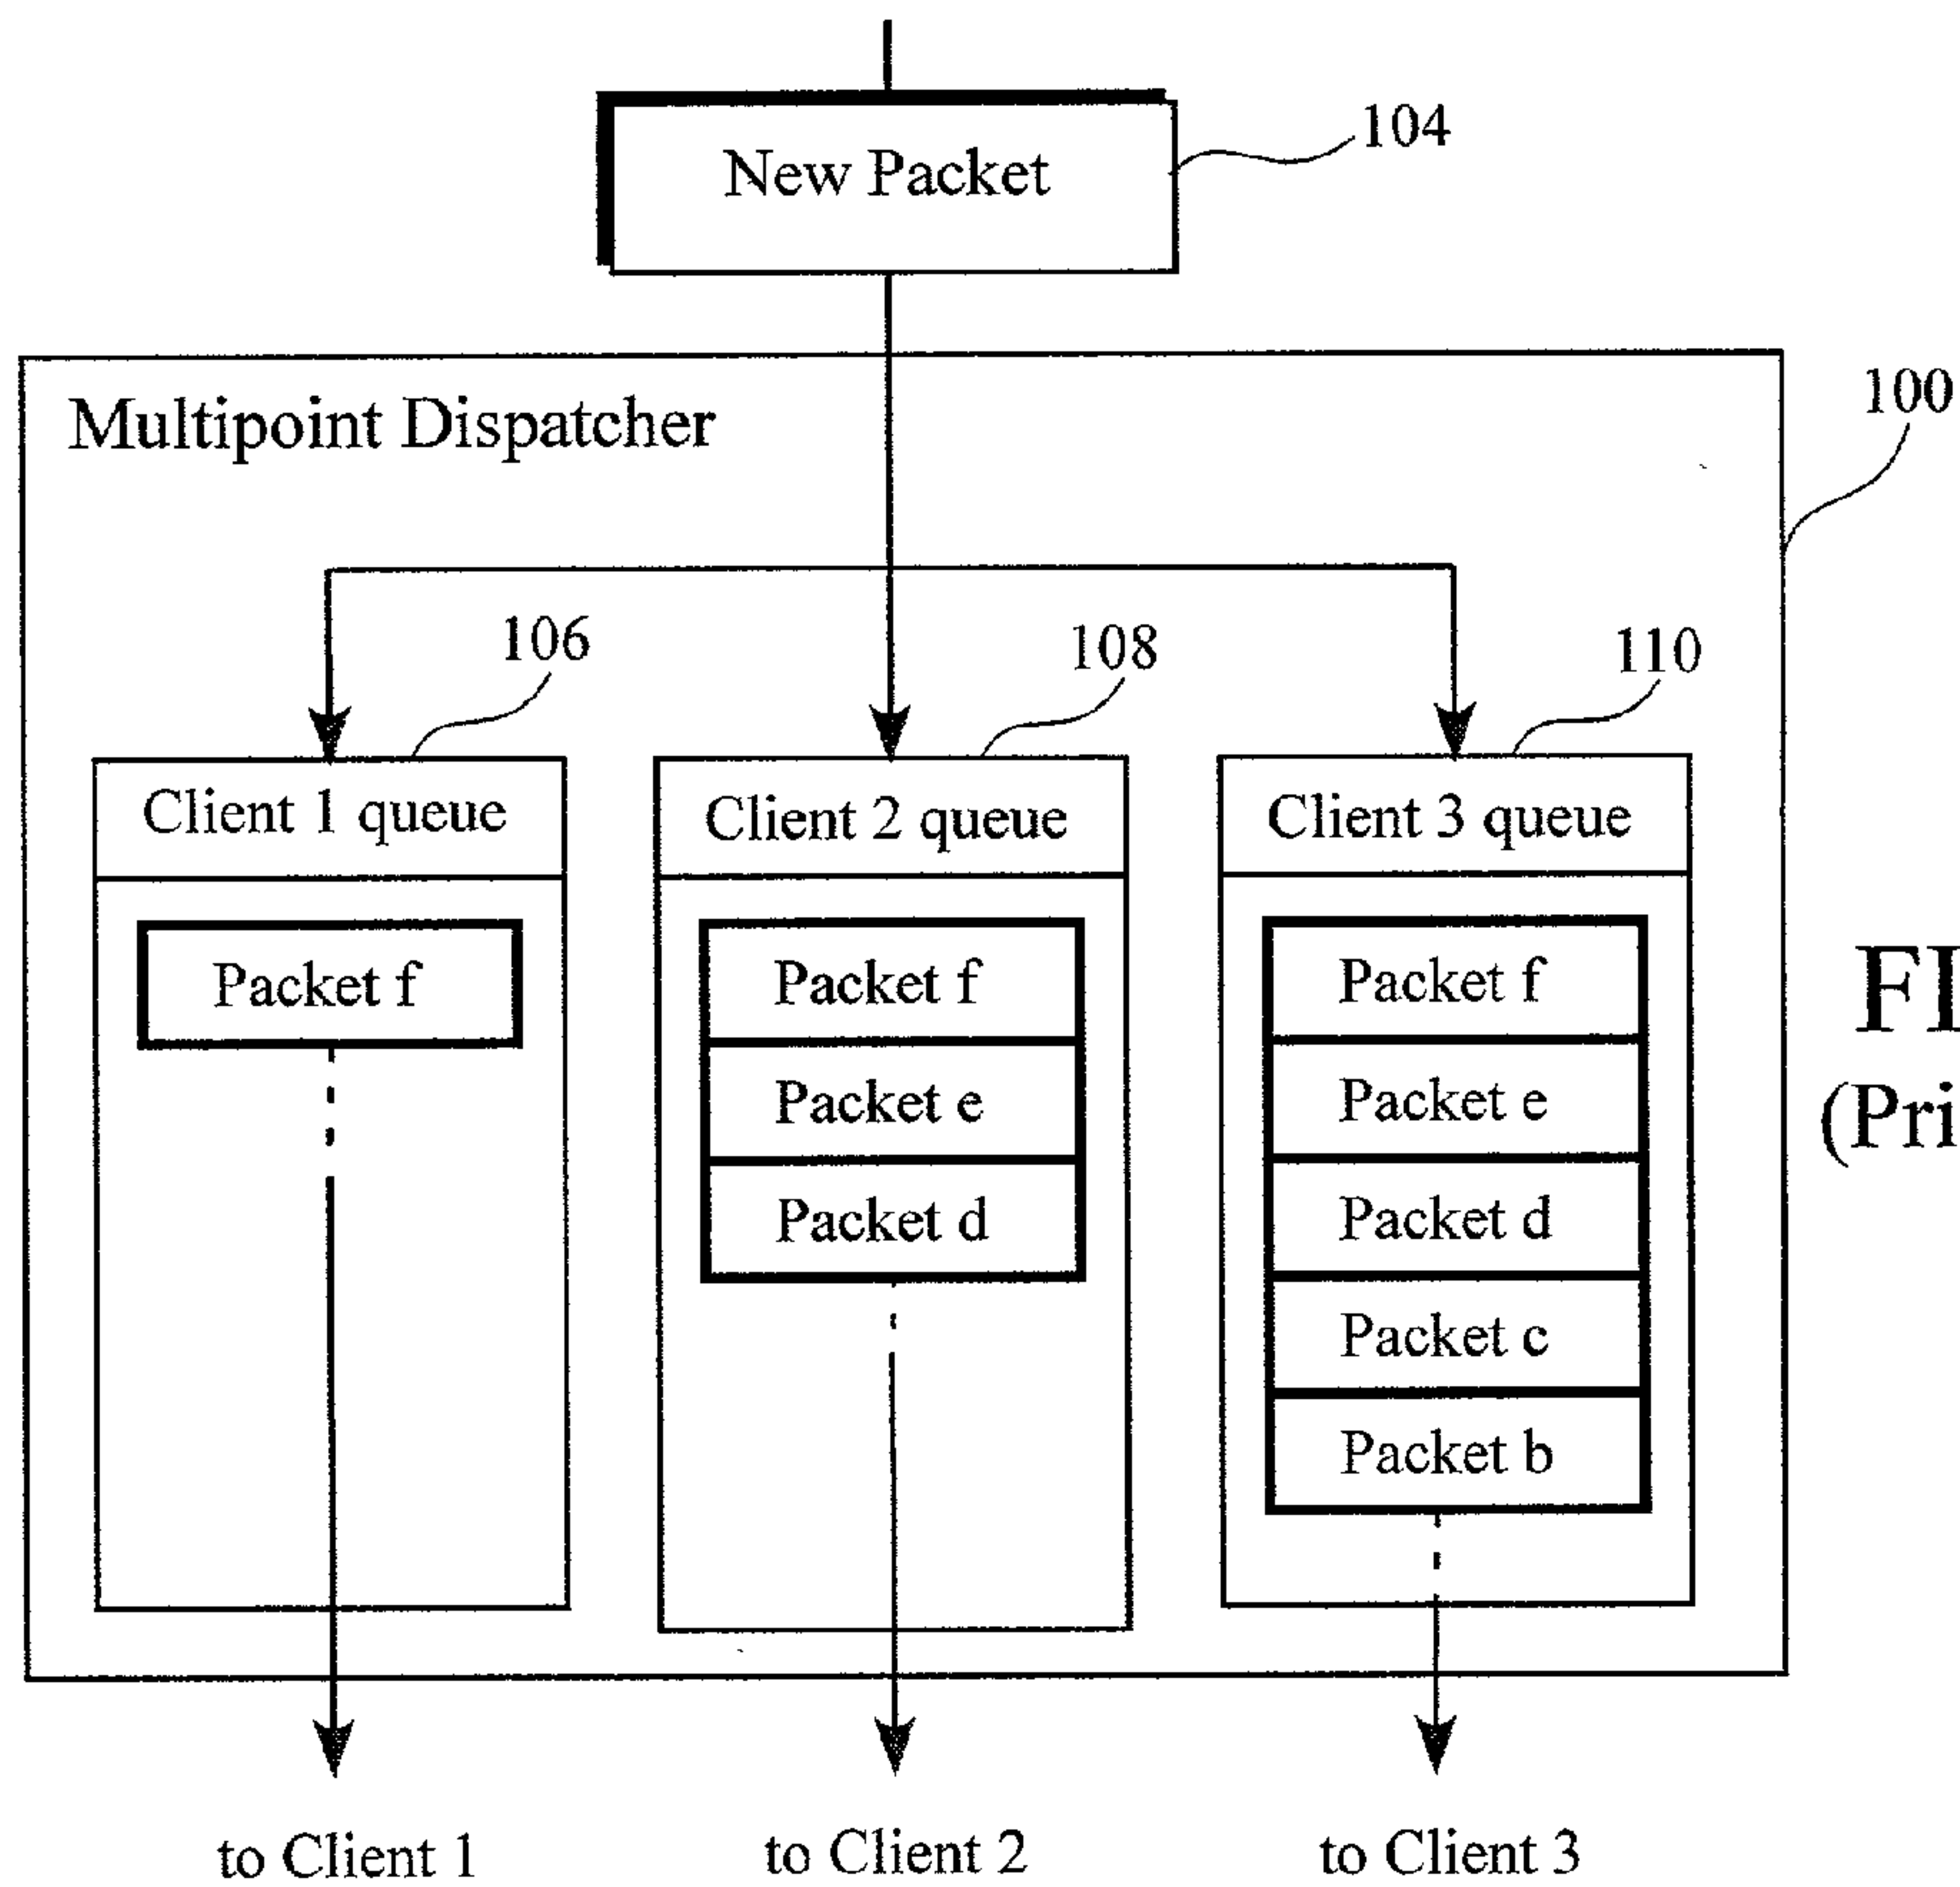 New Packet
104
Multipoint Dispatcher
100
106
108
110
Client 1 queue
Client 2 queue
Client 3 queue
Packet f
Packet f
Packet e
Packet d
Packet f
Packet e
Packet d
Packet c
Packet b
to Client 1
to Client 2
to Client 3